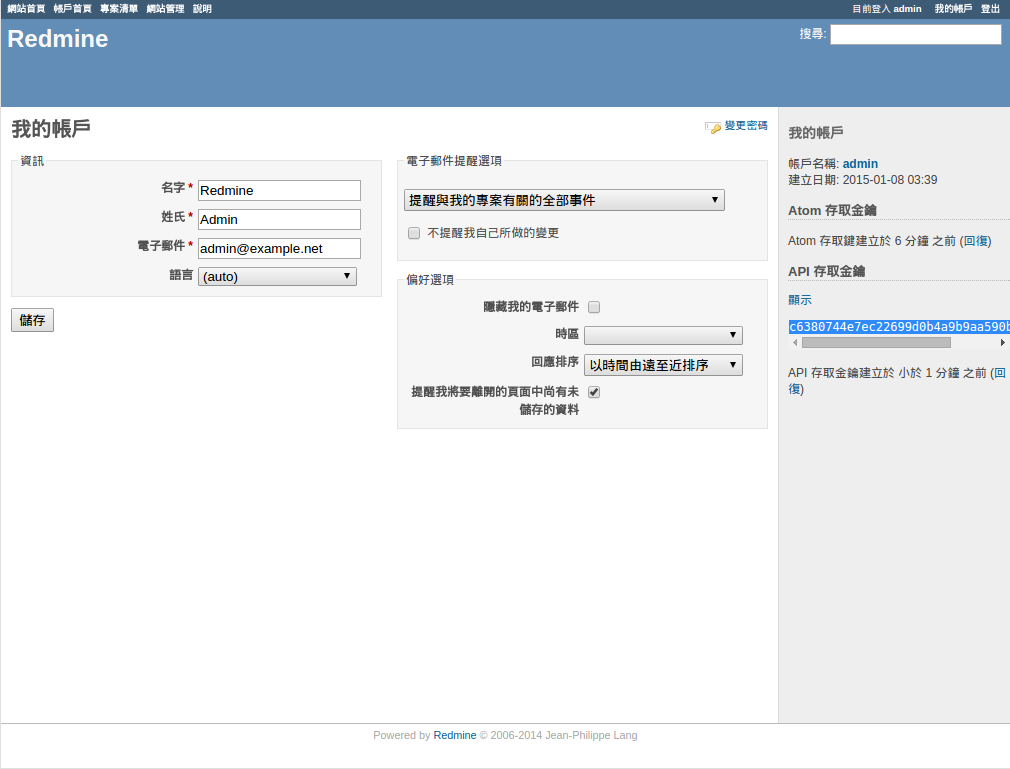 網站首頁 帳戶首頁 專案清單 網站管理 說明
目前登入 admin 我的帳戶 登出
Redmine
搜尋:
我的帳戶
變更密碼
資訊
名字 * Redmine
姓氏 * Admin
電子郵件 * admin@example.net
語言 (auto)
儲存
電子郵件提醒選項
提醒與我的專案有關的全部事件
不提醒我自己所做的變更
偏好選項
隱藏我的電子郵件
時區
回應排序 以時間由遠至近排序
提醒我將要離開的頁面中尚有未
儲存的資料
我的帳戶
帳戶名稱: admin
建立日期: 2015-01-08 03:39
Atom 存取金鑰
Atom 存取鍵建立於 6 分鐘 之前 (回復)
API 存取金鑰
顯示
c6380744e7ec22699d0b4a9b9aa590b
API 存取金鑰建立於 小於 1 分鐘 之前 (回
復)
Powered by Redmine © 2006-2014 Jean-Philippe Lang